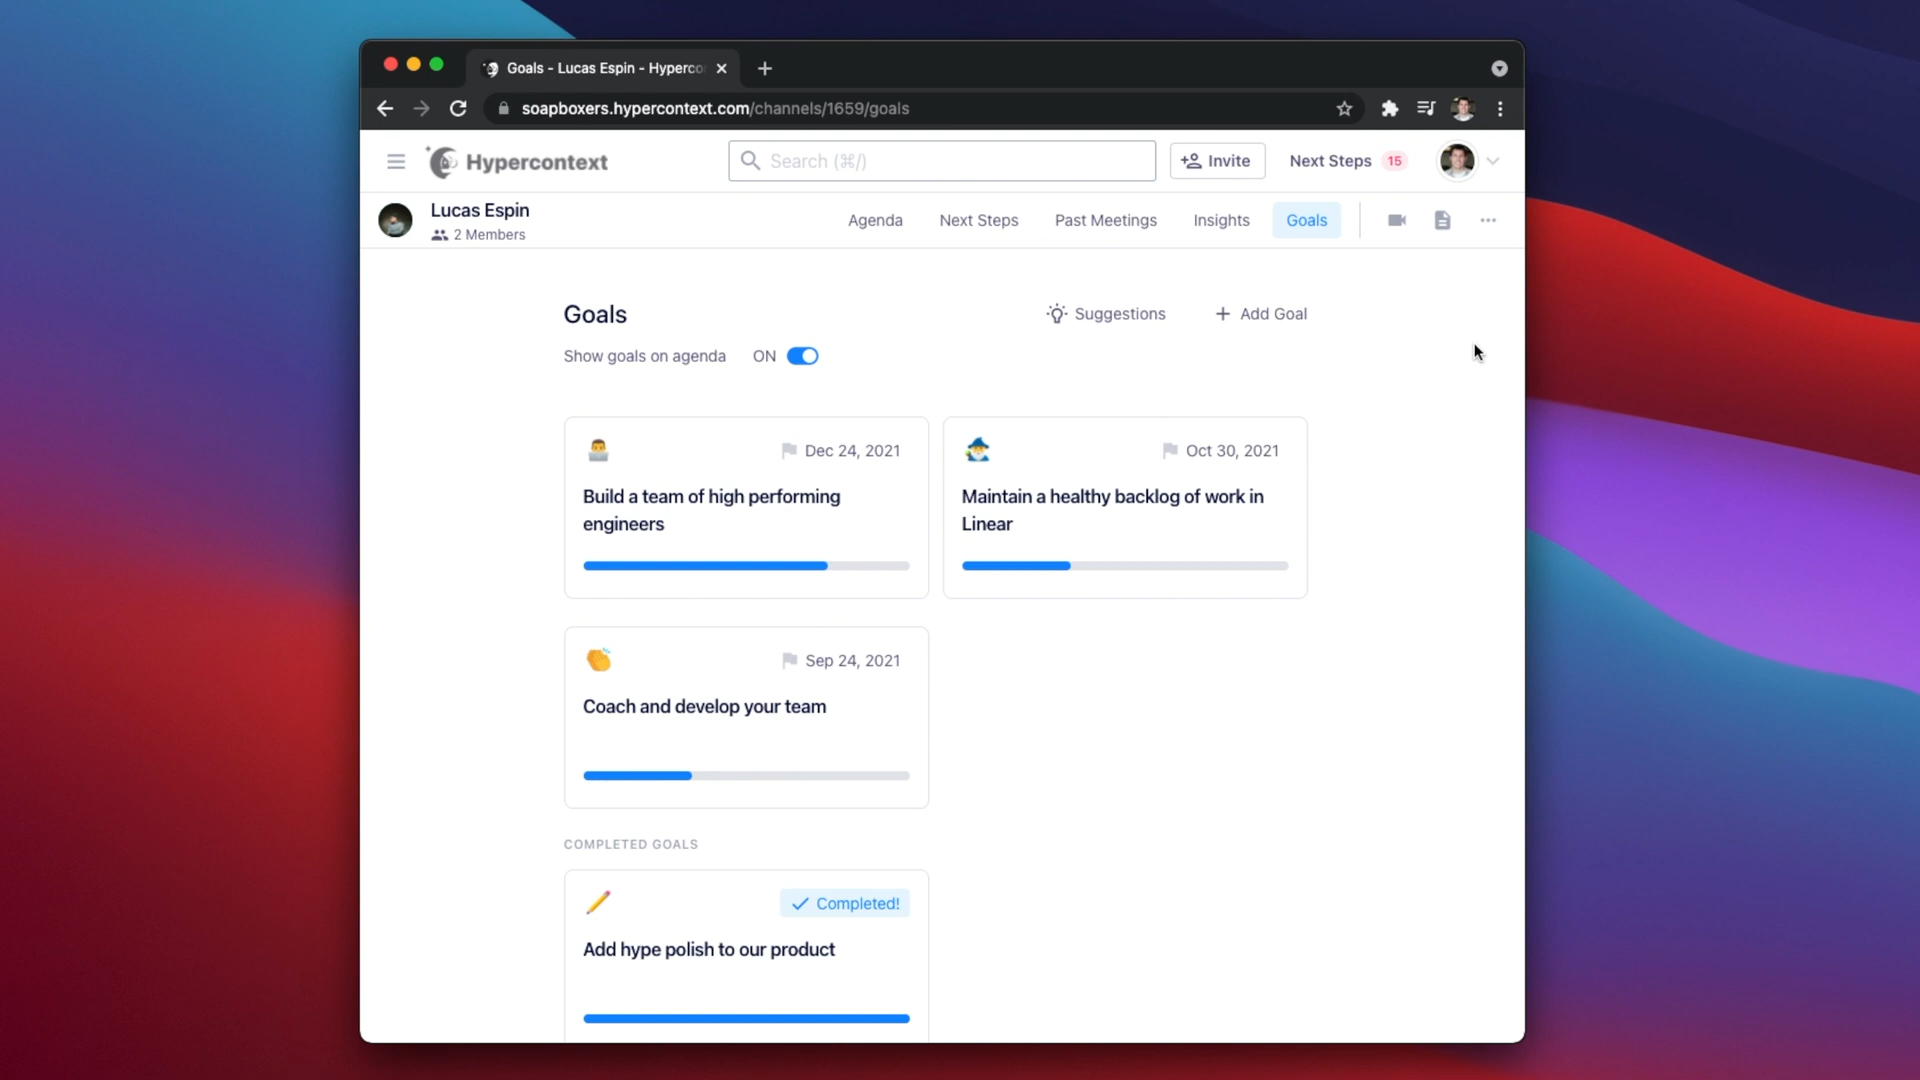 Goals - Lucas Espin - Hyperco
soapboxers.hypercontext.com/channels/1659/goals
Hypercontext
Search (⌘/)
Invite
Next Steps 15
Lucas Espin
2 Members
Agenda
Next Steps
Past Meetings
Insights
Goals
Goals
Suggestions
+ Add Goal
Show goals on agenda ON
Dec 24, 2021
Build a team of high performing
engineers
Oct 30, 2021
Maintain a healthy backlog of work in
Linear
Sep 24, 2021
Coach and develop your team
COMPLETED GOALS
Completed!
Add hype polish to our product